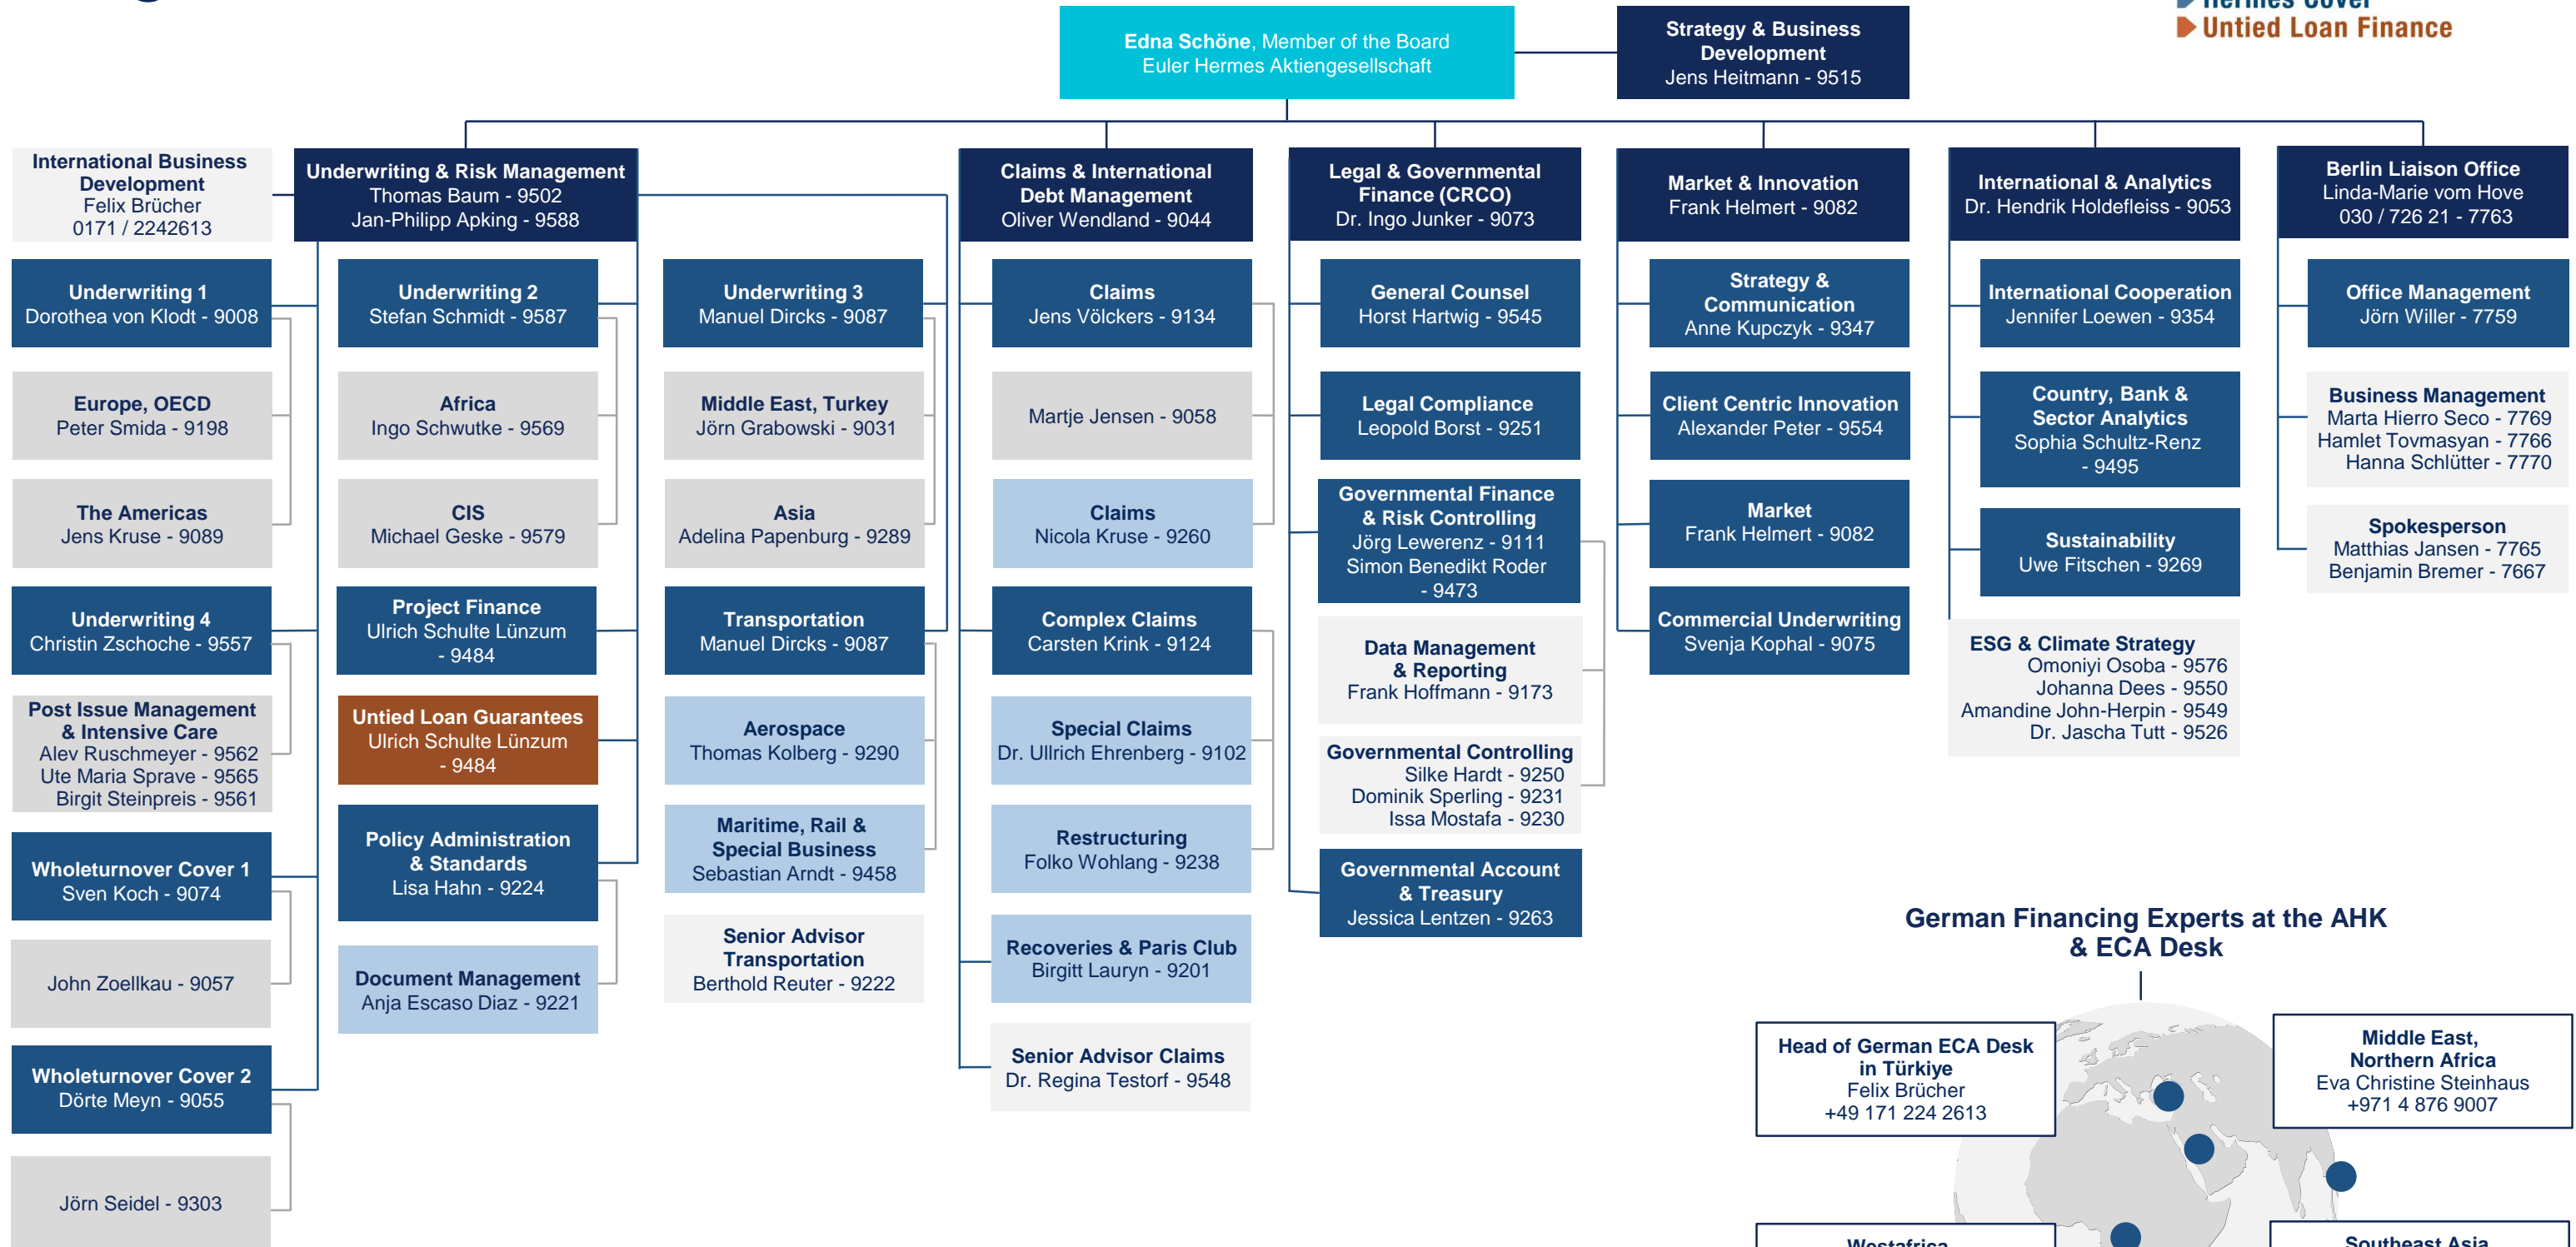 Hermes Cover
Untied Loan Finance
Edna Schöne, Member of the Board
Euler Hermes Aktiengesellschaft
Strategy & Business
Development
Jens Heitmann - 9515
International Business
Development
Felix Brücher
0171 / 2242613
Underwriting & Risk Management
Thomas Baum - 9502
Jan-Philipp Apking - 9588
Claims & International
Debt Management
Oliver Wendland - 9044
Legal & Governmental
Finance (CRCO)
Dr. Ingo Junker - 9073
Market & Innovation
Frank Helmert - 9082
International & Analytics
Dr. Hendrik Holdefleiss - 9053
Berlin Liaison Office
Linda-Marie vom Hove
030 / 726 21 - 7763
Underwriting 1
Dorothea von Klodt - 9008
Europe, OECD
Peter Smida - 9198
The Americas
Jens Kruse - 9089
Underwriting 4
Christin Zschoche - 9557
Post Issue Management
& Intensive Care
Alev Ruschmeyer - 9562
Ute Maria Sprave - 9565
Birgit Steinpreis - 9561
Wholeturnover Cover 1
Sven Koch - 9074
John Zoellkau - 9057
Wholeturnover Cover 2
Dörte Meyn - 9055
Jörn Seidel - 9303
Underwriting 2
Stefan Schmidt - 9587
Africa
Ingo Schwutke - 9569
CIS
Michael Geske - 9579
Project Finance
Ulrich Schulte Lünzum
- 9484
Untied Loan Guarantees
Ulrich Schulte Lünzum
- 9484
Policy Administration
& Standards
Lisa Hahn - 9224
Document Management
Anja Escaso Diaz - 9221
Underwriting 3
Manuel Dircks - 9087
Middle East, Turkey
Jörn Grabowski - 9031
Asia
Adelina Papenburg - 9289
Transportation
Manuel Dircks - 9087
Aerospace
Thomas Kolberg - 9290
Maritime, Rail &
Special Business
Sebastian Arndt - 9458
Senior Advisor
Transportation
Berthold Reuter - 9222
Claims
Jens Völckers - 9134
Martje Jensen - 9058
Claims
Nicola Kruse - 9260
Complex Claims
Carsten Krink - 9124
Special Claims
Dr. Ullrich Ehrenberg - 9102
Restructuring
Folko Wohlang - 9238
Recoveries & Paris Club
Birgitt Lauryn - 9201
Senior Advisor Claims
Dr. Regina Testorf - 9548
General Counsel
Horst Hartwig - 9545
Legal Compliance
Leopold Borst - 9251
Governmental Finance
& Risk Controlling
Jörg Lewerenz - 9111
Simon Benedikt Roder
- 9473
Data Management
& Reporting
Frank Hoffmann - 9173
Governmental Controlling
Silke Hardt - 9250
Dominik Sperling - 9231
Issa Mostafa - 9230
Governmental Account
& Treasury
Jessica Lentzen - 9263
Strategy &
Communication
Anne Kupczyk - 9347
Client Centric Innovation
Alexander Peter - 9554
Market
Frank Helmert - 9082
Commercial Underwriting
Svenja Kophal - 9075
International Cooperation
Jennifer Loewen - 9354
Country, Bank &
Sector Analytics
Sophia Schultz-Renz
- 9495
Sustainability
Uwe Fitschen - 9269
ESG & Climate Strategy
Omoniyi Osoba - 9576
Johanna Dees - 9550
Amandine John-Herpin - 9549
Dr. Jascha Tutt - 9526
Office Management
Jörn Willer - 7759
Business Management
Marta Hierro Seco - 7769
Hamlet Tovmasyan - 7766
Hanna Schlütter - 7770
Spokesperson
Matthias Jansen - 7765
Benjamin Bremer - 7667
German Financing Experts at the AHK
& ECA Desk
Head of German ECA Desk
in Türkiye
Felix Brücher
+49 171 224 2613
Middle East,
Northern Africa
Eva Christine Steinhaus
+971 4 876 9007
Westafrica
Southeast Asia